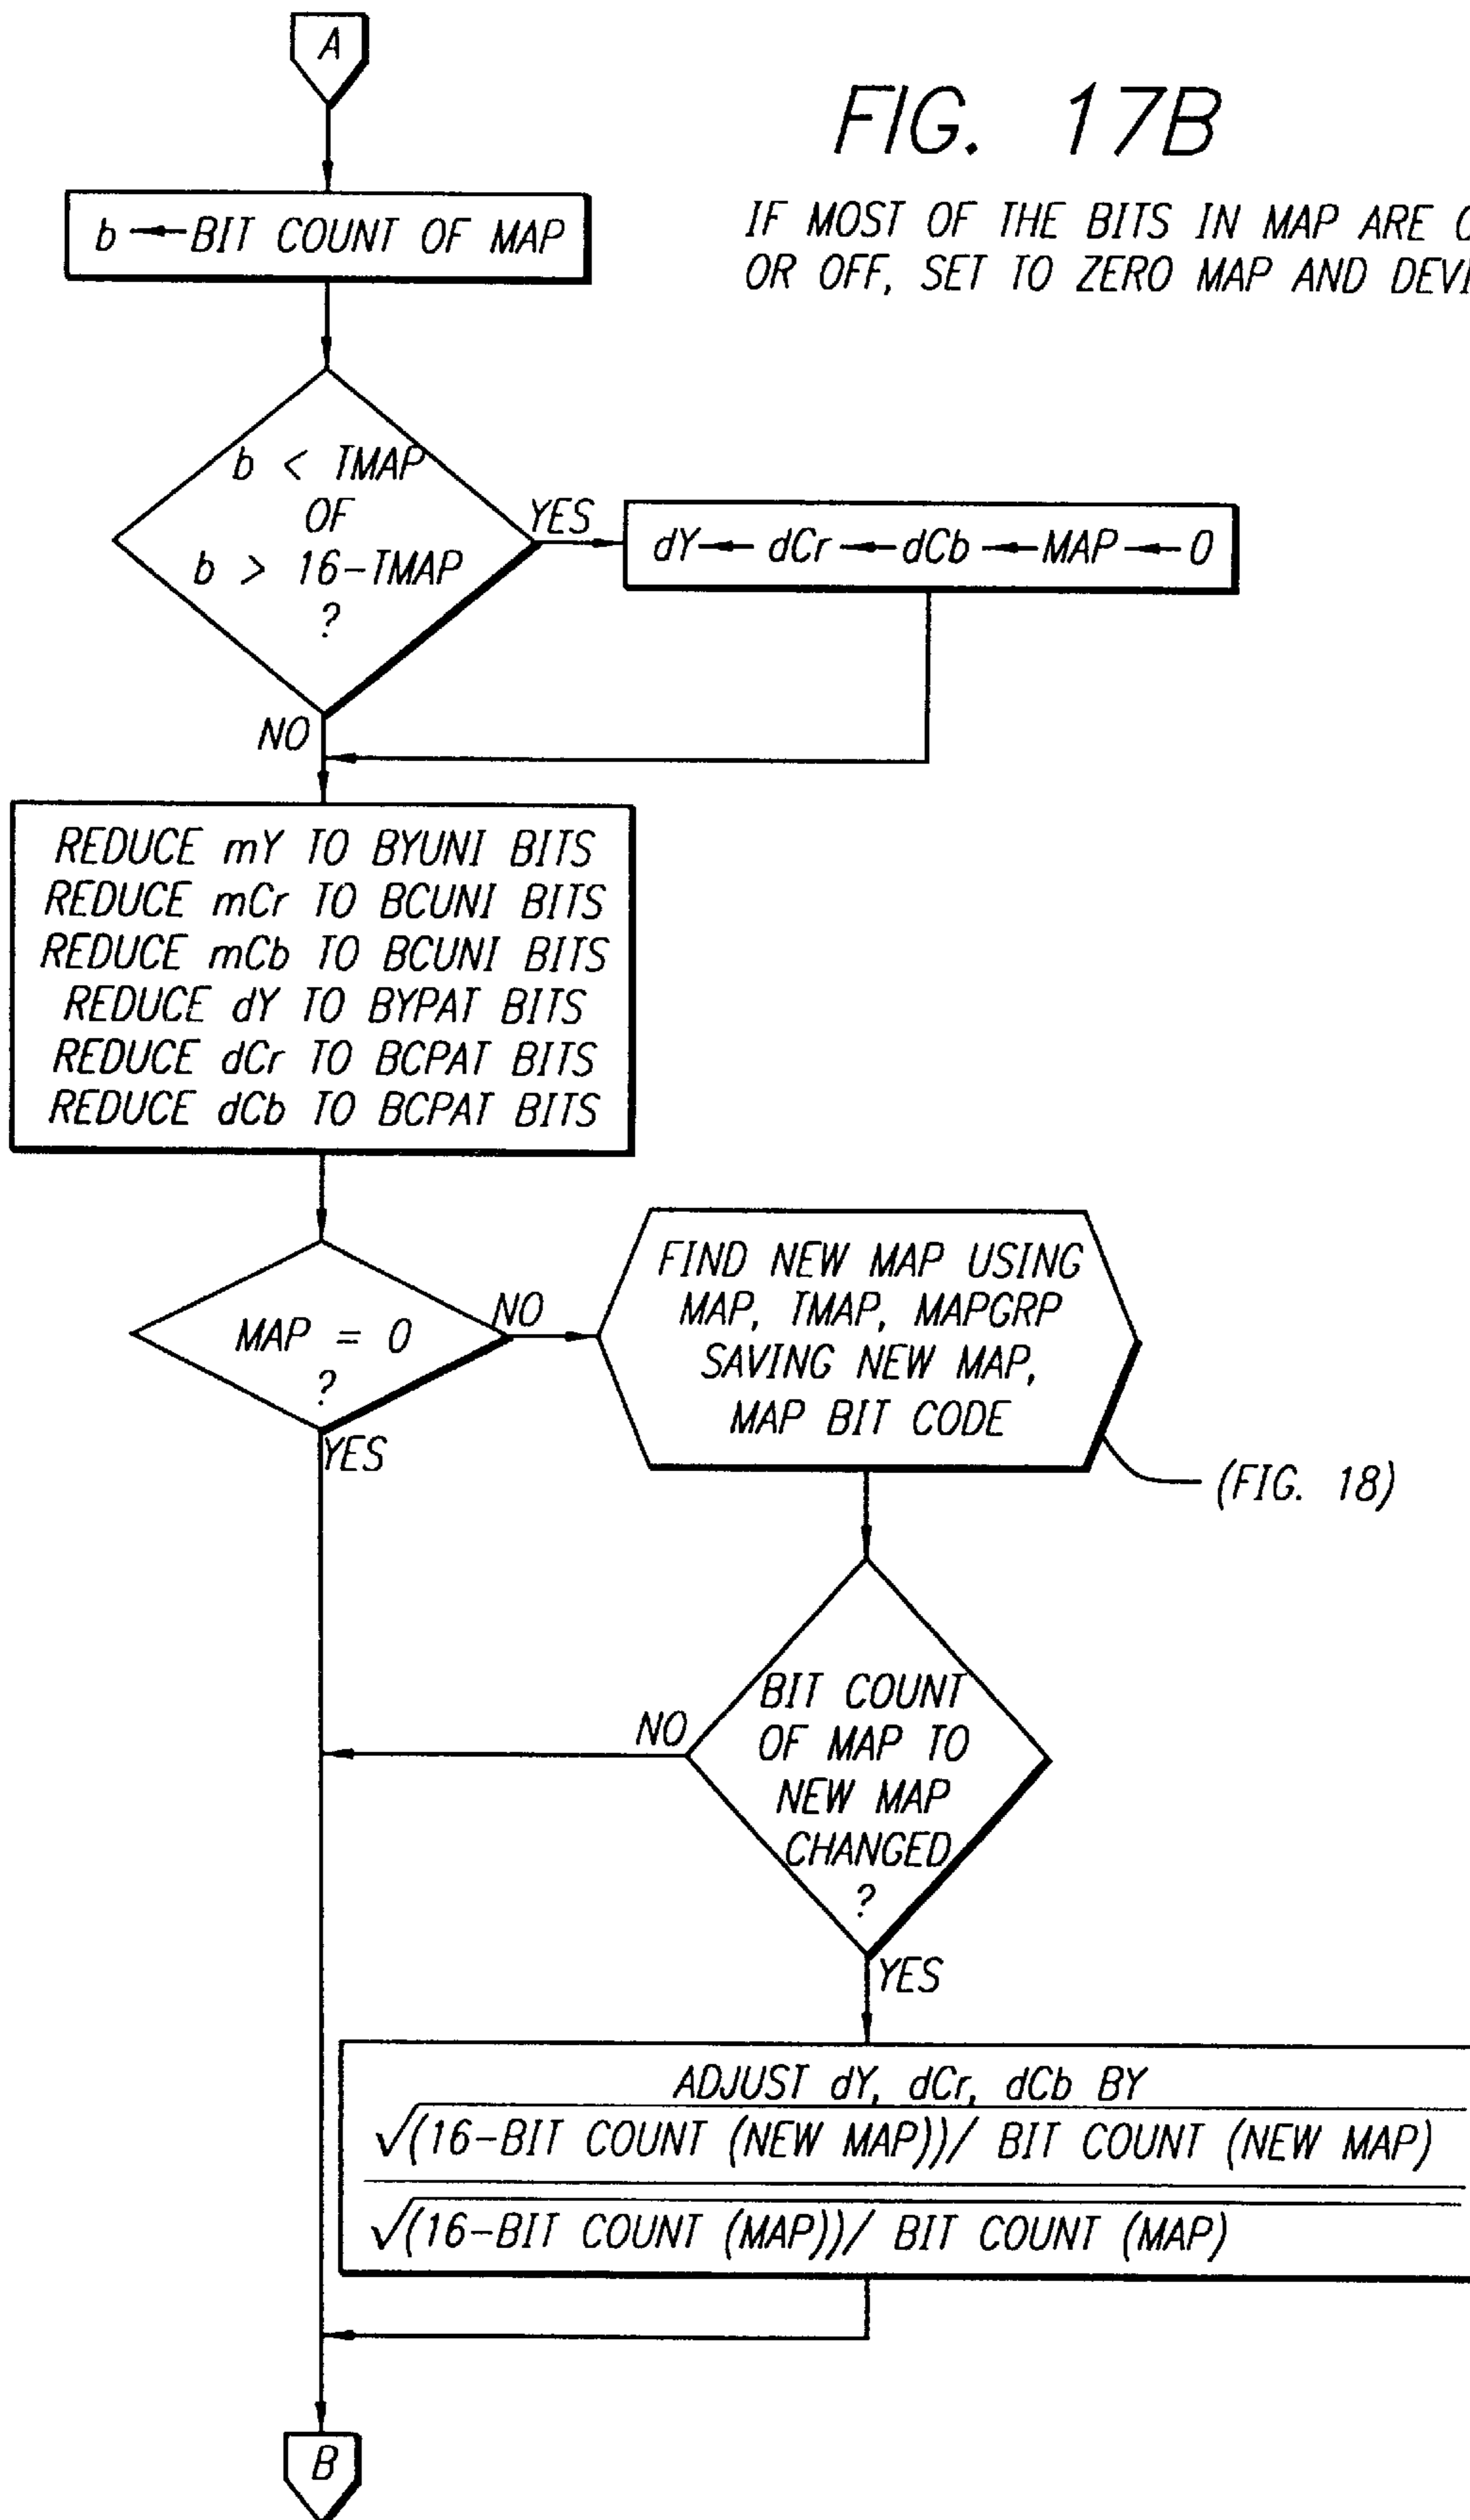 A
FIG. 17B
b ← BIT COUNT OF MAP
IF MOST OF THE BITS IN MAP ARE
OR OFF, SET TO ZERO MAP AND
b < TMAP
OF
b > 16-TMAP
?
YES
dY ← dCr ← dCb ← MAP ← 0
NO
REDUCE mY TO BYUNI BITS
REDUCE mCr TO BCUNI BITS
REDUCE mCb TO BCUNI BITS
REDUCE dY TO BYPAT BITS
REDUCE dCr TO BCPAT BITS
REDUCE dCb TO BCPAT BITS
MAP = 0
?
NO
YES
FIND NEW MAP USING
MAP, TMAP, MAPGRP
SAVING NEW MAP,
MAP BIT CODE
(FIG. 18)
BIT COUNT
OF MAP TO
NEW MAP
CHANGED
?
NO
YES
ADJUST dY, dCr, dCb BY
√(16-BIT COUNT (NEW MAP))/ BIT COUNT (NEW MAP)
√(16-BIT COUNT (MAP))/ BIT COUNT (MAP)
B